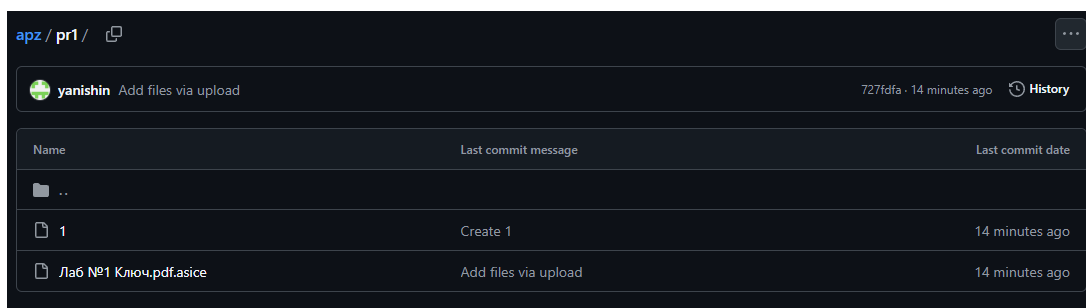 apz / pr1 /
yanishin Add files via upload 727fdfa · 14 minutes ago History
Name Last commit message Last commit date
..
1 Create 1 14 minutes ago
Лаб №1 Ключ.pdf.asice Add files via upload 14 minutes ago